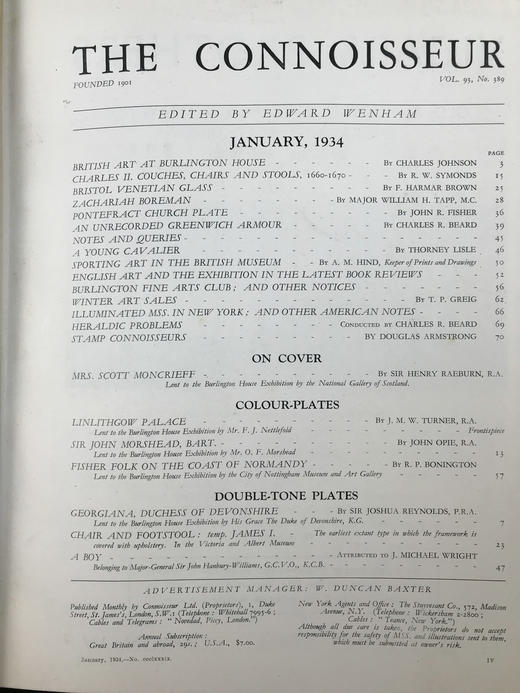 THE CONNOISSEUR
FOUNDED 1901 VOL. 93, No. 389
EDITED BY EDWARD WENHAM
JANUARY, 1934
PAGE
BRITISH ART AT BURLINGTON HOUSE - - - - - - By CHARLES JOHNSON 3
CHARLES II. COUCHES, CHAIRS AND STOOLS, 1660-1670 - - - By R. W. SYMONDS 15
BRISTOL VENETIAN GLASS - - - - - - - - By F. HARMAR BROWN 25
ZACHARIAH BOREMAN - - - - - - - By MAJOR WILLIAM H. TAPP, M.C. 28
PONTEFRACT CHURCH PLATE - - - - - - - - By JOHN R. FISHER 36
AN UNRECORDED GREENWICH ARMOUR - - - - - By CHARLES R. BEARD 39
NOTES AND QUERIES - - - - - - - - - - - - - 45
A YOUNG CAVALIER - - - - - - - - - By THORNEY LISLE 46
SPORTING ART IN THE BRITISH MUSEUM - - By A. M. HIND, Keeper of Prints and Drawings 50
ENGLISH ART AND THE EXHIBITION IN THE LATEST BOOK REVIEWS - - - 52
BURLINGTON FINE ARTS CLUB; AND OTHER NOTICES - - - - - - 56
WINTER ART SALES - - - - - - - - - - By T. P. GREIG 62
ILLUMINATED MSS. IN NEW YORK; AND OTHER AMERICAN NOTES - - - - 66
HERALDIC PROBLEMS - - - - - - Conducted by CHARLES R. BEARD 69
STAMP CONNOISSEURS - - - - - - - - BY DOUGLAS ARMSTRONG 70
ON COVER
MRS. SCOTT MONCRIEFF - - - - - - - - By SIR HENRY RAEBURN, R.A.
Lent to the Burlington House Exhibition by the National Gallery of Scotland.
COLOUR-PLATES
LINLITHGOW PALACE - - - - - - - - By J. M. W. TURNER, R.A.
Lent to the Burlington House Exhibition by Mr. F. J. Nettlefold - - - - - Frontispiece
SIR JOHN MORSHEAD, BART. - - - - - - - - By JOHN OPIE, R.A.
Lent to the Burlington House Exhibition by Mr. O. F. Morshead - - - - - 13
FISHER FOLK ON THE COAST OF NORMANDY - - - - By R. P. BONINGTON
Lent to the Burlington House Exhibition by the City of Nottingham Museum and Art Gallery - - - 57
DOUBLE-TONE PLATES
GEORGIANA, DUCHESS OF DEVONSHIRE - - - By SIR JOSHUA REYNOLDS, P.R.A.
Lent to the Burlington House Exhibition by His Grace The Duke of Devonshire, K.G. - - - - 7
CHAIR AND FOOTSTOOL : temp. JAMES I. - The earliest extant type in which the framework is
covered with upholstery. In the Victoria and Albert Museum - - - - - - 23
A BOY - - - - - - - - - - Attributed to J. MICHAEL WRIGHT
Belonging to Major-General Sir John Hanbury-Williams, G.C.V.O., K.C.B. - - - - - 47
ADVERTISEMENT MANAGER: W. DUNCAN BAXTER
Published Monthly by Connoisseur Ltd. (Proprietors), 1, Duke
Street, St. James's, London, S.W.1 (Telephone : Whitehall 7995-6;
Cables and Telegrams : "Novedad, Piccy, London.")
Annual Subscription:
Great Britain and abroad, 29s.; U.S.A., $7.00.
New York Agents and Office : The Stuyvesant Co., 572, Madison
Avenue, N.Y. (Telephone : Wickersham 2-2800;
Cables : "Teance, New York.")
Although all due care is taken, the Proprietors do not accept
responsibility for the safety of MSS. and illustrations sent to them,
which must be submitted at owner's risk.
January, 1934.—No. ccclxxxix. IV